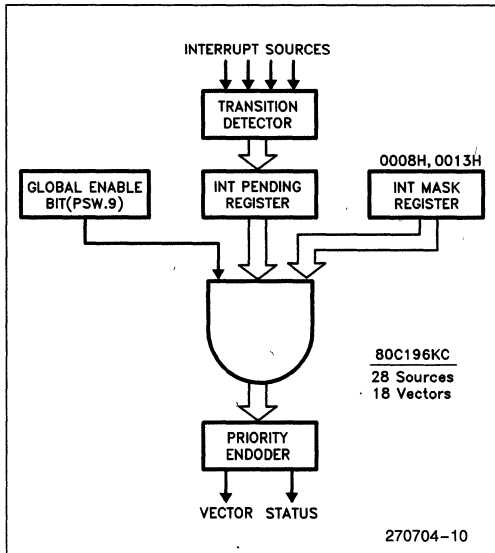 INTERRUPT SOURCES
TRANSITION
DETECTOR
0008H, 0013H
GLOBAL ENABLE
BIT(PSW.9)
INT PENDING
REGISTER
INT MASK
REGISTER
80C196KC
28 Sources
18 Vectors
PRIORITY
ENDODER
VECTOR STATUS
270704-10